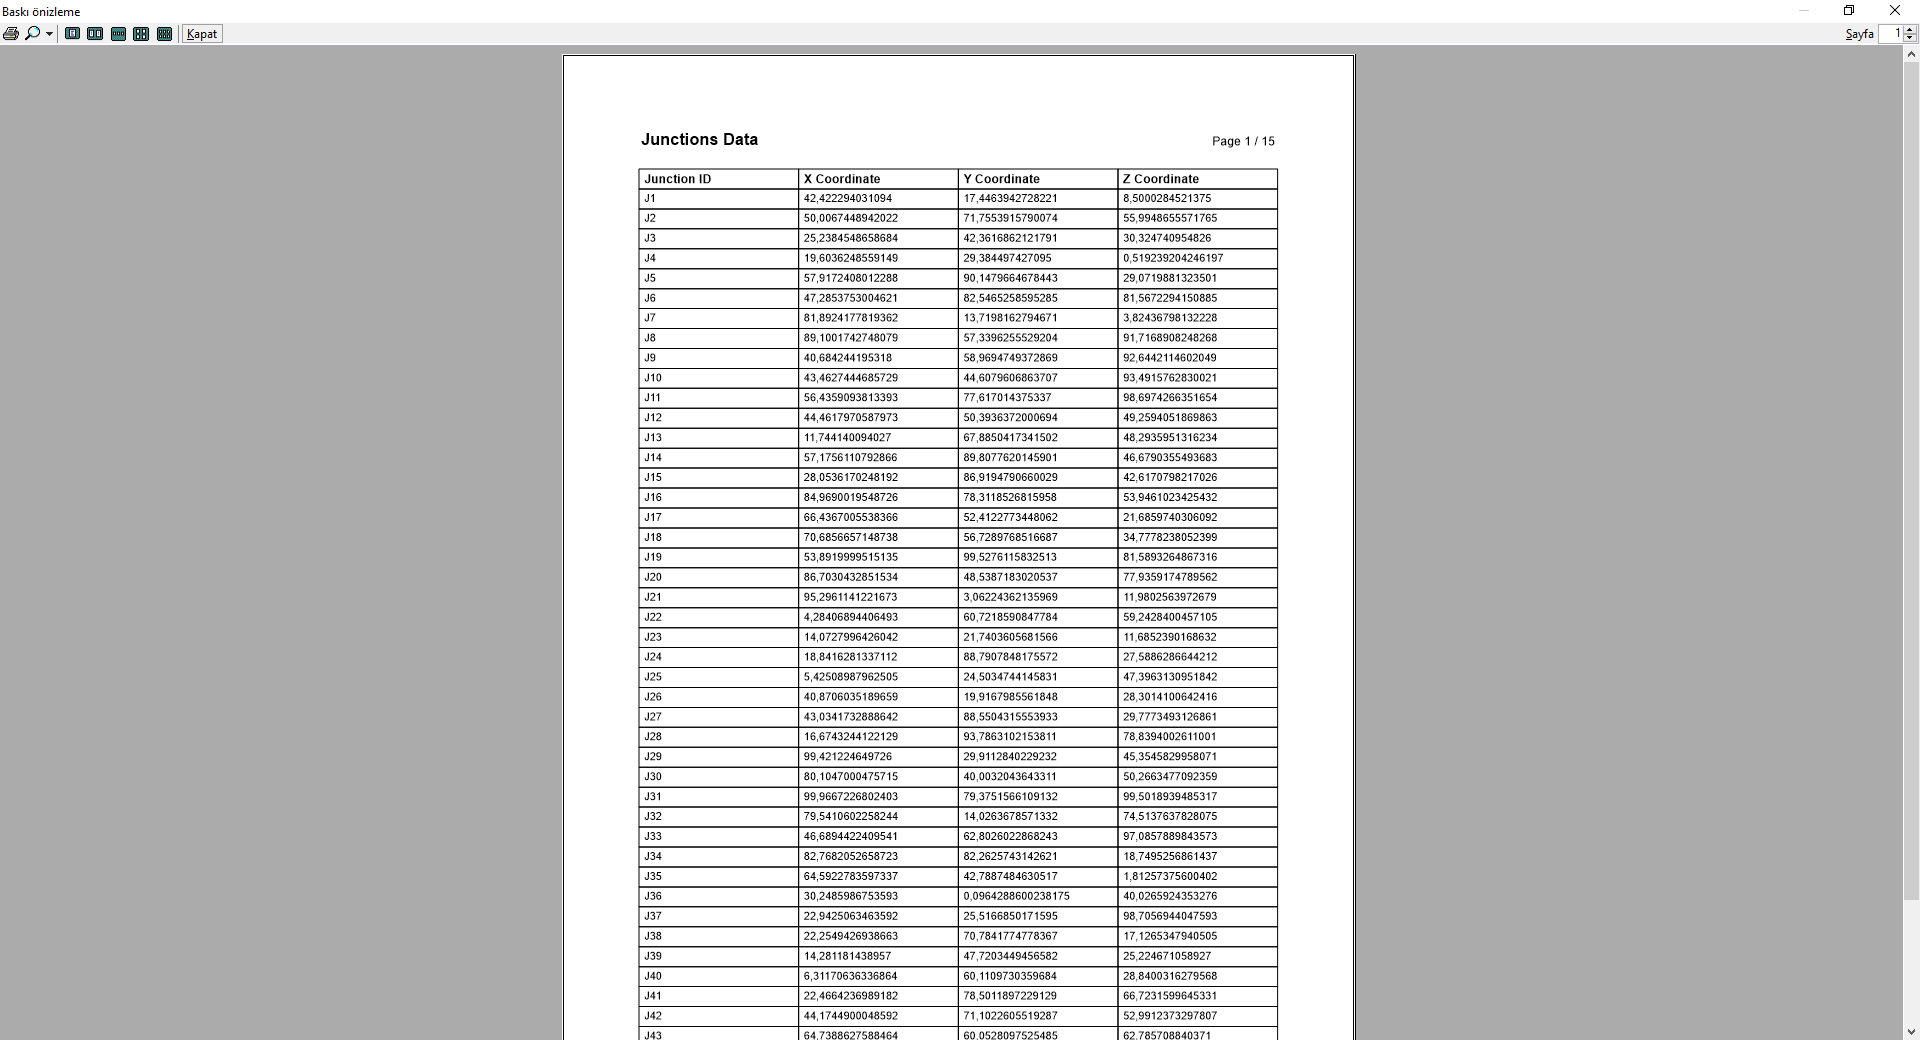 Baskı önizleme
Kapat
Sayfa 1
Junctions Data
Page 1 / 15
Junction ID X Coordinate Y Coordinate Z Coordinate
J1 42,422294031094 17,4463942728221 8,5000284521375
J2 50,0067448942022 71,7553915790074 55,9948655571765
J3 25,2384548658684 42,3616862121791 30,324740954826
J4 19,6036248559149 29,384497427095 0,519239204246197
J5 57,9172408012288 90,1479664678443 29,0719881323501
J6 47,2853753004621 82,5465258595285 81,5672294150885
J7 81,8924177819362 13,7198162794671 3,82436798132228
J8 89,1001742748079 57,3396255529204 91,7168908248268
J9 40,684244195318 58,9694749372869 92,6442114602049
J10 43,4627444685729 44,6079606863707 93,4915762830021
J11 56,4359093813393 77,617014375337 98,6974266351654
J12 44,4617970587973 50,3936372000694 49,2594051869863
J13 11,744140094027 67,8850417341502 48,2935951316234
J14 57,1756110792866 89,8077620145901 46,6790355493683
J15 28,0536170248192 86,9194790660029 42,6170798217026
J16 84,9690019548726 78,3118526815958 53,9461023425432
J17 66,4367005538366 52,4122773448062 21,6859740306092
J18 70,6856657148738 56,7289768516687 34,7778238052399
J19 53,8919999515135 99,5276115832513 81,5893264867316
J20 86,7030432851534 48,5387183020537 77,9359174789562
J21 95,2961141221673 3,06224362135969 11,9802563972679
J22 4,28406894406493 60,7218590847784 59,2428400457105
J23 14,0727996426042 21,7403605681566 11,6852390168632
J24 18,8416281337112 88,7907848175572 27,5886286644212
J25 5,42508987962505 24,5034744145831 47,3963130951842
J26 40,8706035189659 19,9167985561848 28,3014100642416
J27 43,0341732888642 88,5504315553933 29,7773493126861
J28 16,6743244122129 93,7863102153811 78,8394002611001
J29 99,421224649726 29,9112840229232 45,3545829958071
J30 80,1047000475715 40,0032043643311 50,2663477092359
J31 99,9667226802403 79,3751566109132 99,5018939485317
J32 79,5410602258244 14,0263678571332 74,5137637828075
J33 46,6894422409541 62,8026022868243 97,0857889843573
J34 82,7682052658723 82,2625743142621 18,7495256861437
J35 64,5922783597337 42,7887484630517 1,81257375600402
J36 30,2485986753593 0,0964288600238175 40,0265924353276
J37 22,9425063463592 25,5166850171595 98,7056944047593
J38 22,2549426938663 70,7841774778367 17,1265347940505
J39 14,281181438957 47,7203449456582 25,224671058927
J40 6,31170636336864 60,1109730359684 28,8400316279568
J41 22,4664236989182 78,5011897229129 66,7231599645331
J42 44,1744900048592 71,1022605519287 52,9912373297807
J43 64,7388627588464 60,0528097525485 62,785708840371